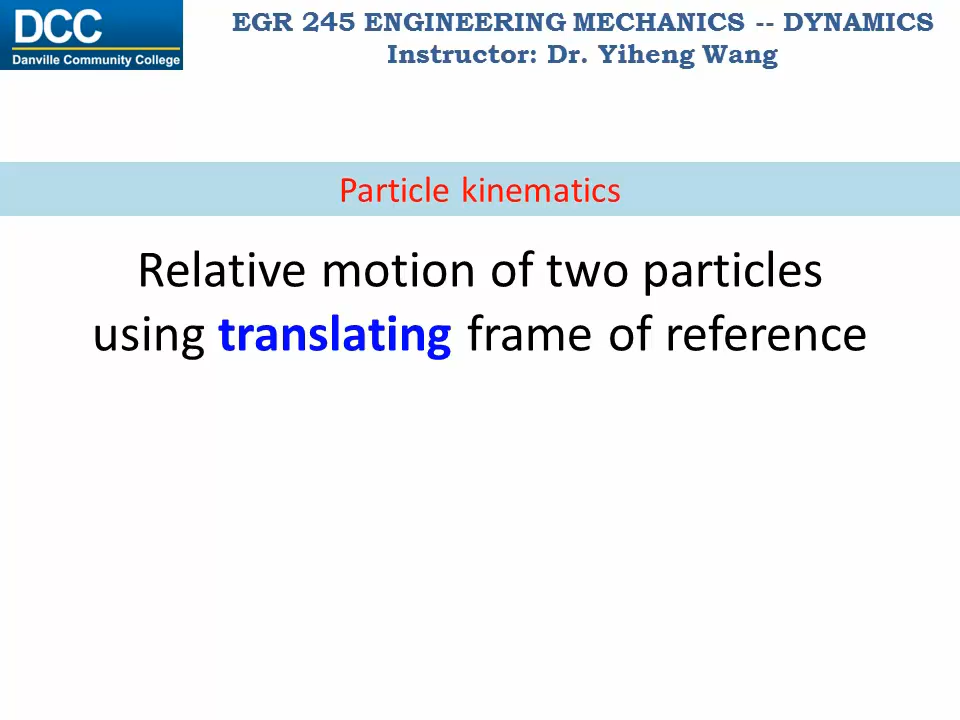 DCC
Danville Community College
EGR 245 ENGINEERING MECHANICS -- DYNAMICS
Instructor: Dr. Yiheng Wang
Particle kinematics
Relative motion of two particles
using translating frame of reference